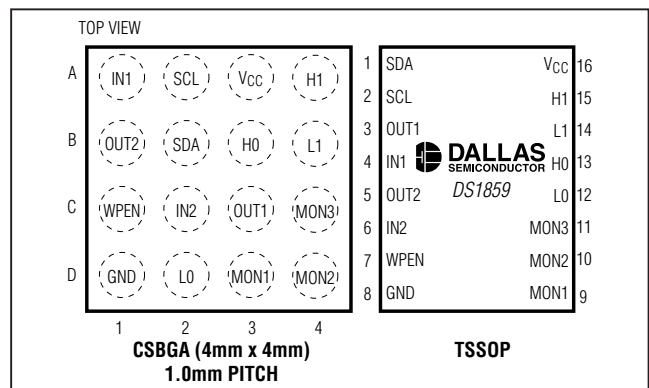 TOP VIEW
A IN1 SCL VCC H1
B OUT2 SDA H0 L1
C WPEN IN2 OUT1 MON3
D GND L0 MON1 MON2
1 2 3 4
CSBGA (4mm x 4mm)
1.0mm PITCH
1 SDA VCC 16
2 SCL H1 15
3 OUT1 L1 14
4 IN1 DALLAS SEMICONDUCTOR H0 13
5 OUT2 DS1859 L0 12
6 IN2 MON3 11
7 WPEN MON2 10
8 GND MON1 9
TSSOP